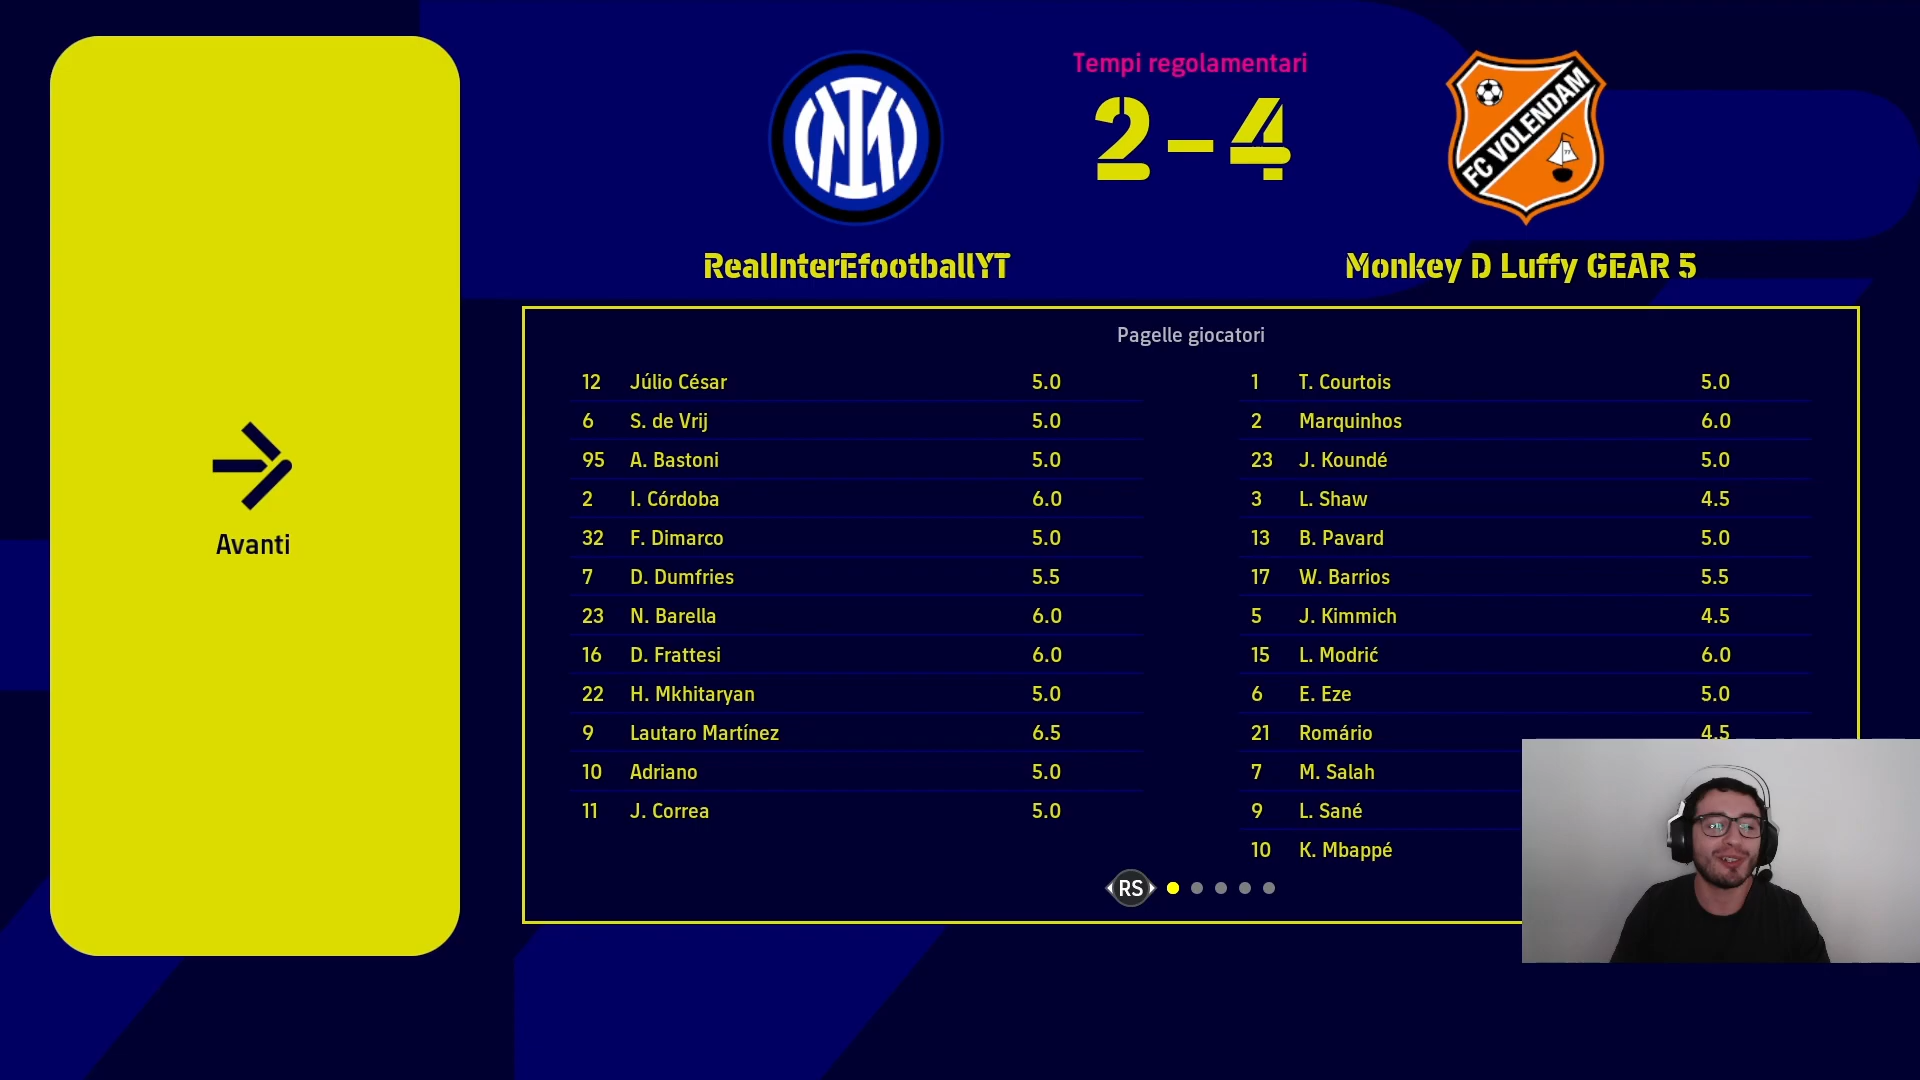 Tempi regolamentari
2-4
FC VOLENDAM
RealInterEfootballYT
Monkey D Luffy GEAR 5
Avanti
Pagelle giocatori
12 Júlio César 5.0
6 S. de Vrij 5.0
95 A. Bastoni 5.0
2 I. Córdoba 6.0
32 F. Dimarco 5.0
7 D. Dumfries 5.5
23 N. Barella 6.0
16 D. Frattesi 6.0
22 H. Mkhitaryan 5.0
9 Lautaro Martínez 6.5
10 Adriano 5.0
11 J. Correa 5.0
1 T. Courtois 5.0
2 Marquinhos 6.0
23 J. Koundé 5.0
3 L. Shaw 4.5
13 B. Pavard 5.0
17 W. Barrios 5.5
5 J. Kimmich 4.5
15 L. Modrić 6.0
6 E. Eze 5.0
21 Romário 4.5
7 M. Salah
9 L. Sané
10 K. Mbappé
RS